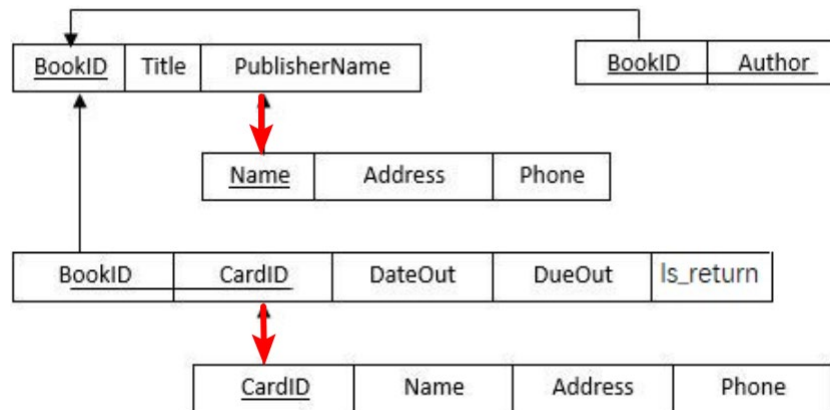 BookID Title PublisherName
BookID Author
Name Address Phone
BookID CardID DateOut DueOut Is_return
CardID Name Address Phone